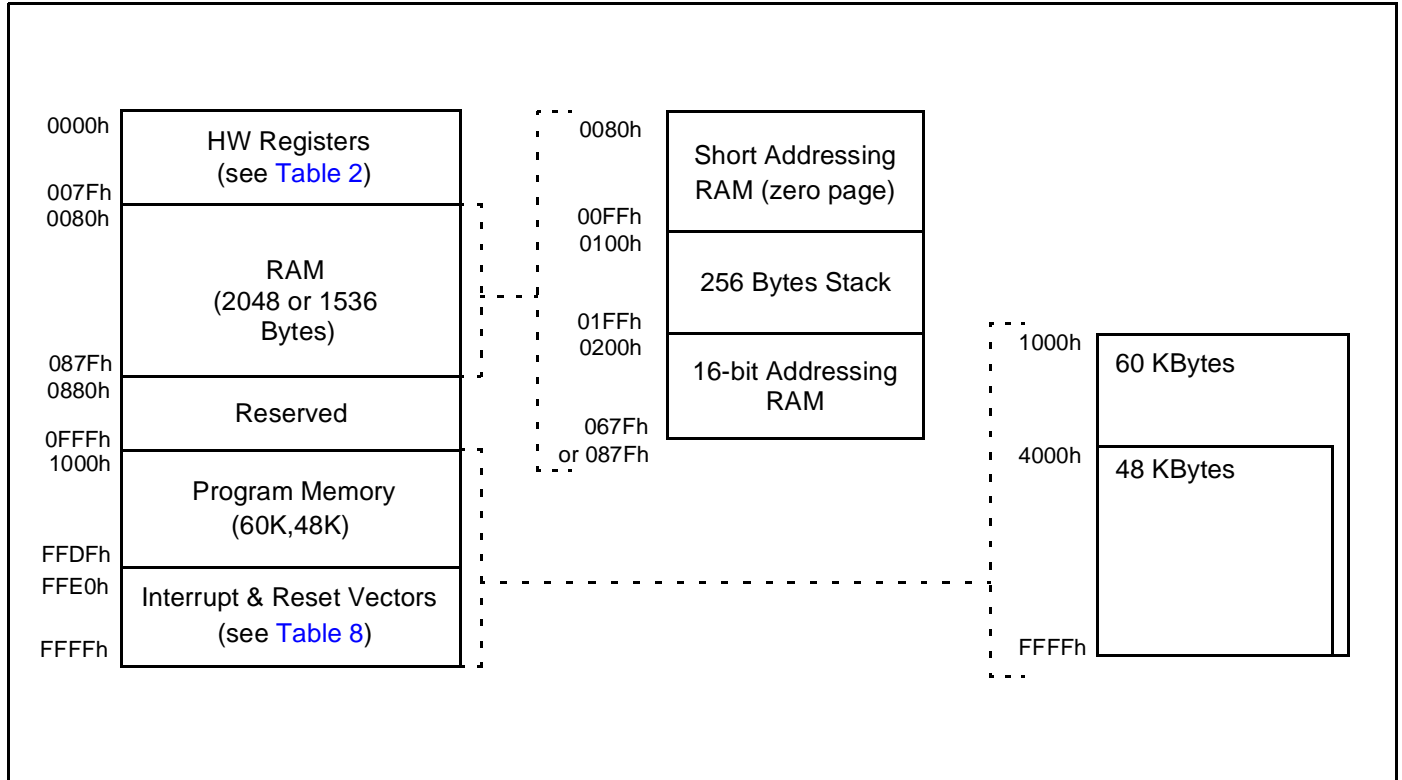 0000h
HW Registers
(see Table 2)
007Fh
0080h
RAM
(2048 or 1536
Bytes)
087Fh
0880h
Reserved
0FFFh
1000h
Program Memory
(60K,48K)
FFDFh
FFE0h
Interrupt & Reset Vectors
(see Table 8)
FFFFh
0080h
Short Addressing
RAM (zero page)
00FFh
0100h
256 Bytes Stack
01FFh
0200h
16-bit Addressing
RAM
067Fh
or 087Fh
1000h
60 KBytes
4000h
48 KBytes
FFFFh